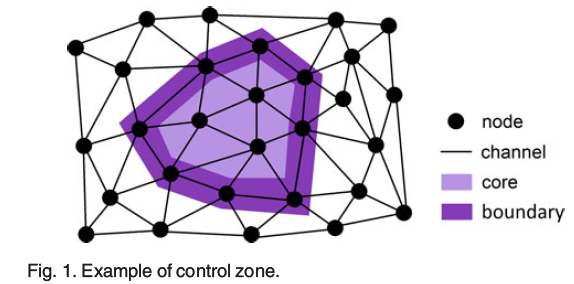 node
channel
core
boundary
Fig. 1. Example of control zone.